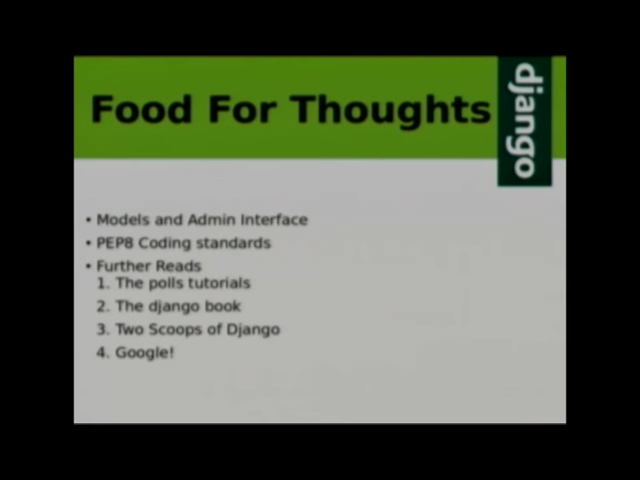 Food For Thoughts
django
• Models and Admin Interface
• PEP8 Coding standards
• Further Reads
1. The polls tutorials
2. The django book
3. Two Scoops of Django
4. Google!